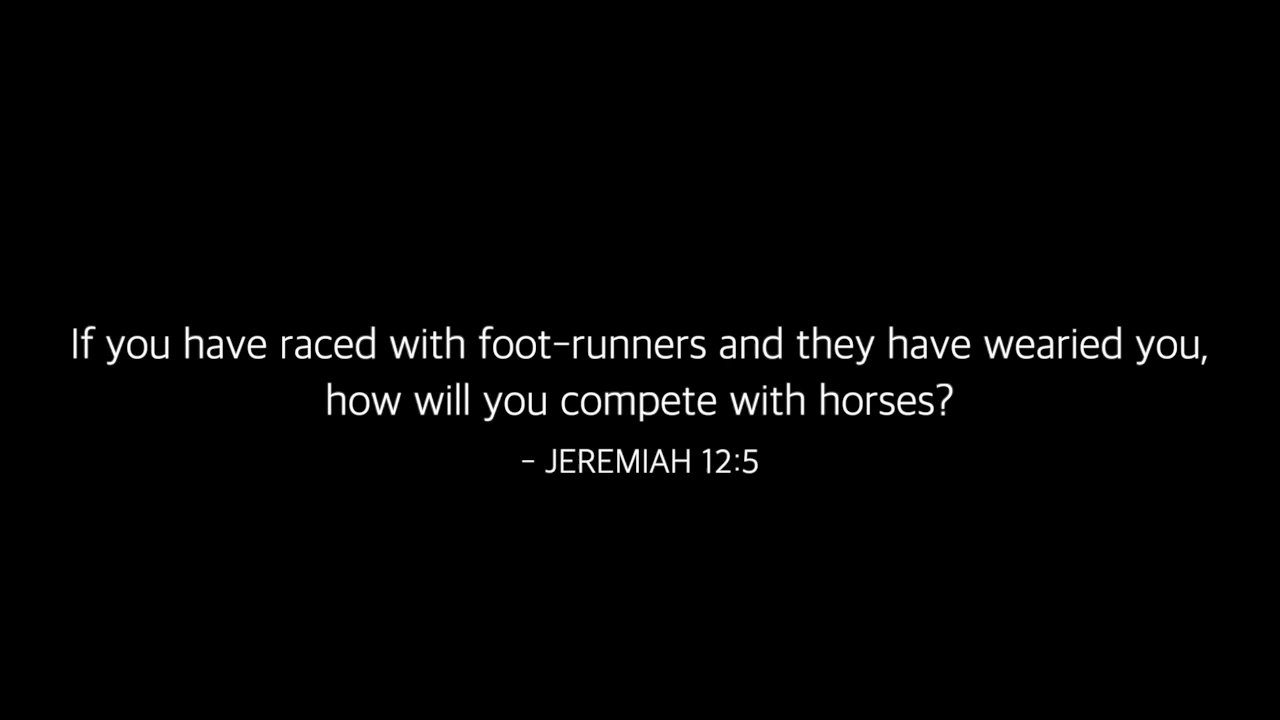 If you have raced with foot-runners and they have wearied you,
how will you compete with horses?
- JEREMIAH 12:5